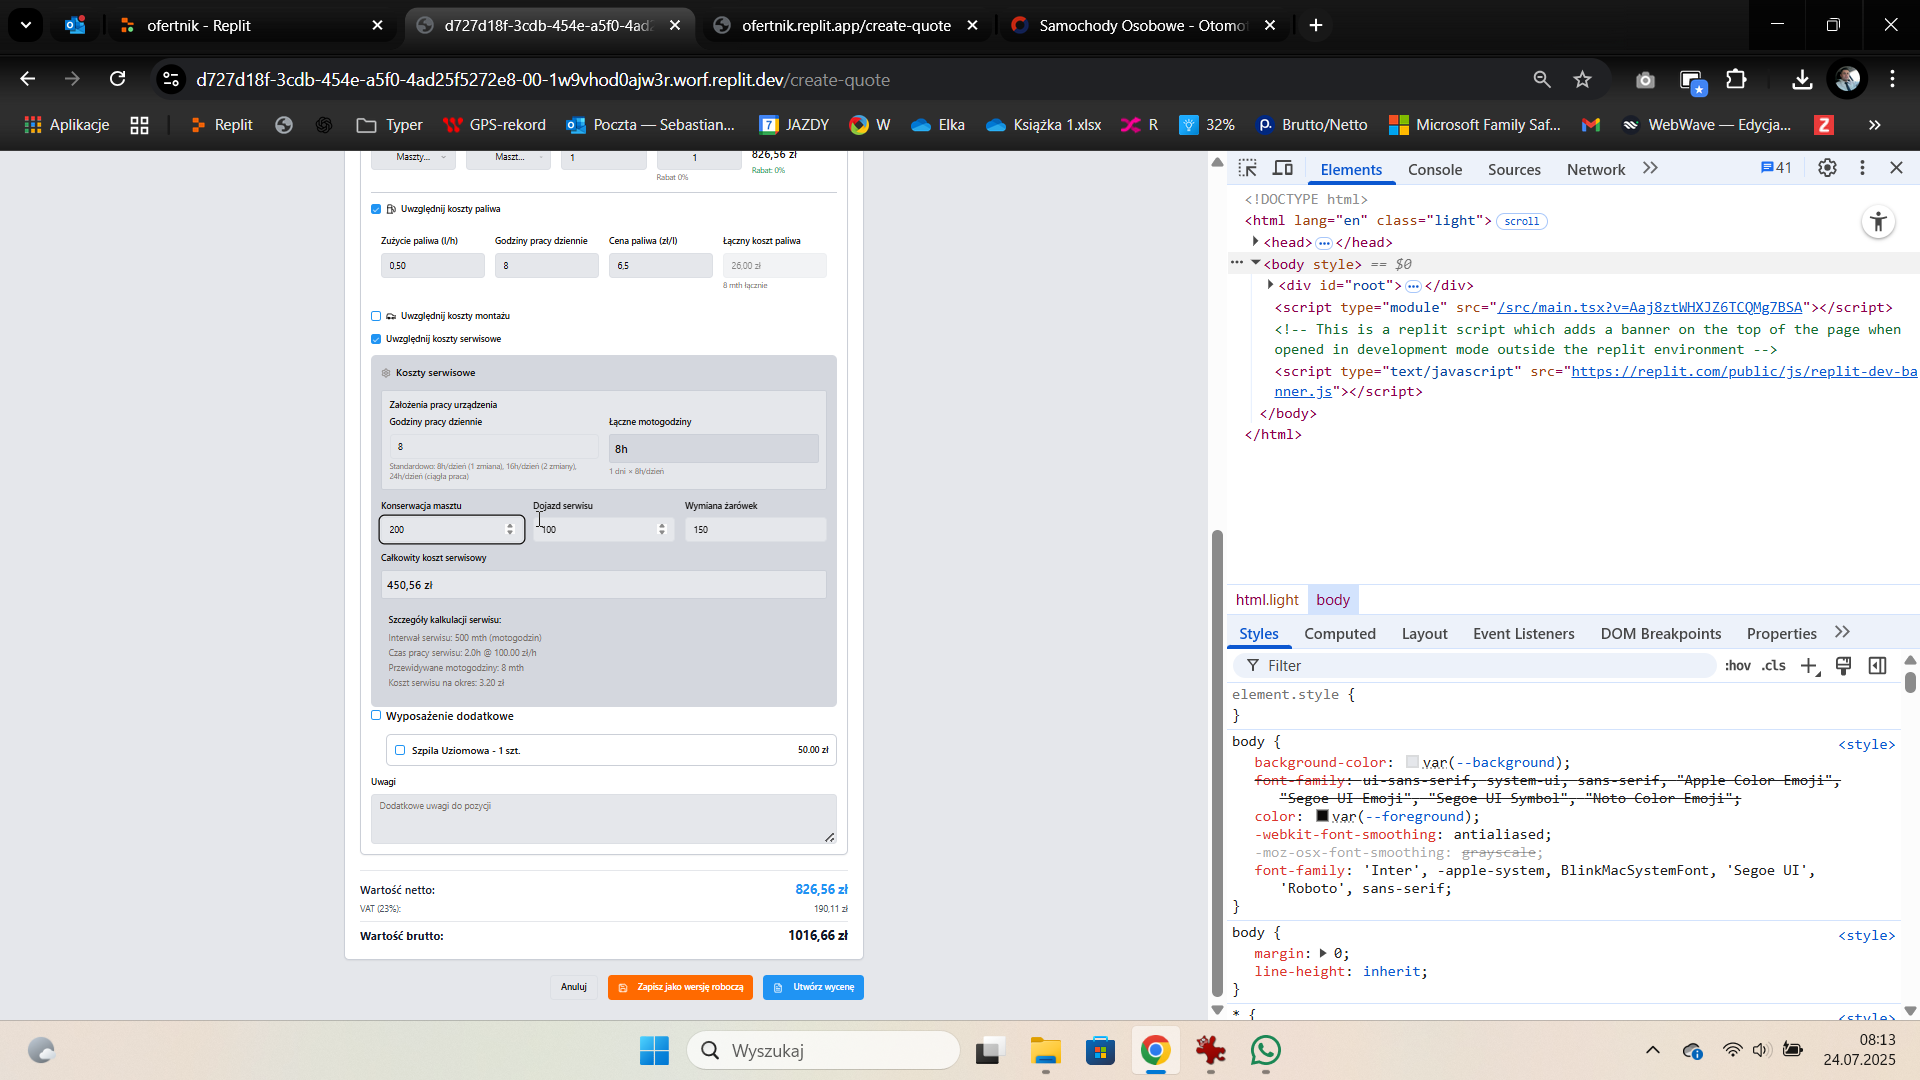 ofertnik - Replit
d727d18f-3cdb-454e-a5f0-4ad2
ofertnik.replit.app/create-quote
Samochody Osobowe - Otomot
d727d18f-3cdb-454e-a5f0-4ad25f5272e8-00-1w9vhod0ajw3r.worf.replit.dev/create-quote
Aplikacje
Replit
Typer
GPS-rekord
Poczta — Sebastian...
JAZDY
W
Elka
Książka 1.xlsx
R
32%
Brutto/Netto
Microsoft Family Saf...
WebWave — Edycja...
Maszty...
Maszt...
1
1
826,56 zł
Rabat 0%
Rabat: 0%
Uwzględnij koszty paliwa
Zużycie paliwa (l/h)
Godziny pracy dziennie
Cena paliwa (zł/l)
Łączny koszt paliwa
0,50
8
6,5
26,00 zł
8 mth łącznie
Uwzględnij koszty montażu
Uwzględnij koszty serwisowe
Koszty serwisowe
Założenia pracy urządzenia
Godziny pracy dziennie
Łączne motogodziny
8
8h
Standardowo: 8h/dzień (1 zmiana), 16h/dzień (2 zmiany),
24h/dzień (ciągła praca)
1 dni × 8h/dzień
Konserwacja masztu
Dojazd serwisu
Wymiana żarówek
200
100
150
Całkowity koszt serwisowy
450,56 zł
Szczegóły kalkulacji serwisu:
Interwał serwisu: 500 mth (motogodzin)
Czas pracy serwisu: 2.0h @ 100.00 zł/h
Przewidywane motogodziny: 8 mth
Koszt serwisu na okres: 3.20 zł
Wyposażenie dodatkowe
Szpila Uziomowa - 1 szt.
50.00 zł
Uwagi
Dodatkowe uwagi do pozycji
Wartość netto:
826,56 zł
VAT (23%):
190,11 zł
Wartość brutto:
1016,66 zł
Anuluj
Zapisz jako wersję roboczą
Utwórz wycenę
Elements
Console
Sources
Network
41
<!DOCTYPE html>
<html lang="en" class="light"> scroll
<head> ··· </head>
··· <body style> == $0
<div id="root"> ··· </div>
<script type="module" src="/src/main.tsx?v=Aaj8ztWHXJZ6TCQMg7BSA"></script>
<!-- This is a replit script which adds a banner on the top of the page when
opened in development mode outside the replit environment -->
<script type="text/javascript" src="https://replit.com/public/js/replit-dev-ba
nner.js"></script>
</body>
</html>
html.light
body
Styles
Computed
Layout
Event Listeners
DOM Breakpoints
Properties
Filter
:hov
.cls
element.style {
}
body {
<style>
background-color: var(--background);
font-family: ui-sans-serif, system-ui, sans-serif, "Apple Color Emoji",
"Segoe UI Emoji", "Segoe UI Symbol", "Noto Color Emoji";
color: var(--foreground);
-webkit-font-smoothing: antialiased;
-moz-osx-font-smoothing: grayscale;
font-family: 'Inter', -apple-system, BlinkMacSystemFont, 'Segoe UI',
'Roboto', sans-serif;
}
body {
<style>
margin: 0;
line-height: inherit;
}
* {
<style>
Wyszukaj
08:13
24.07.2025